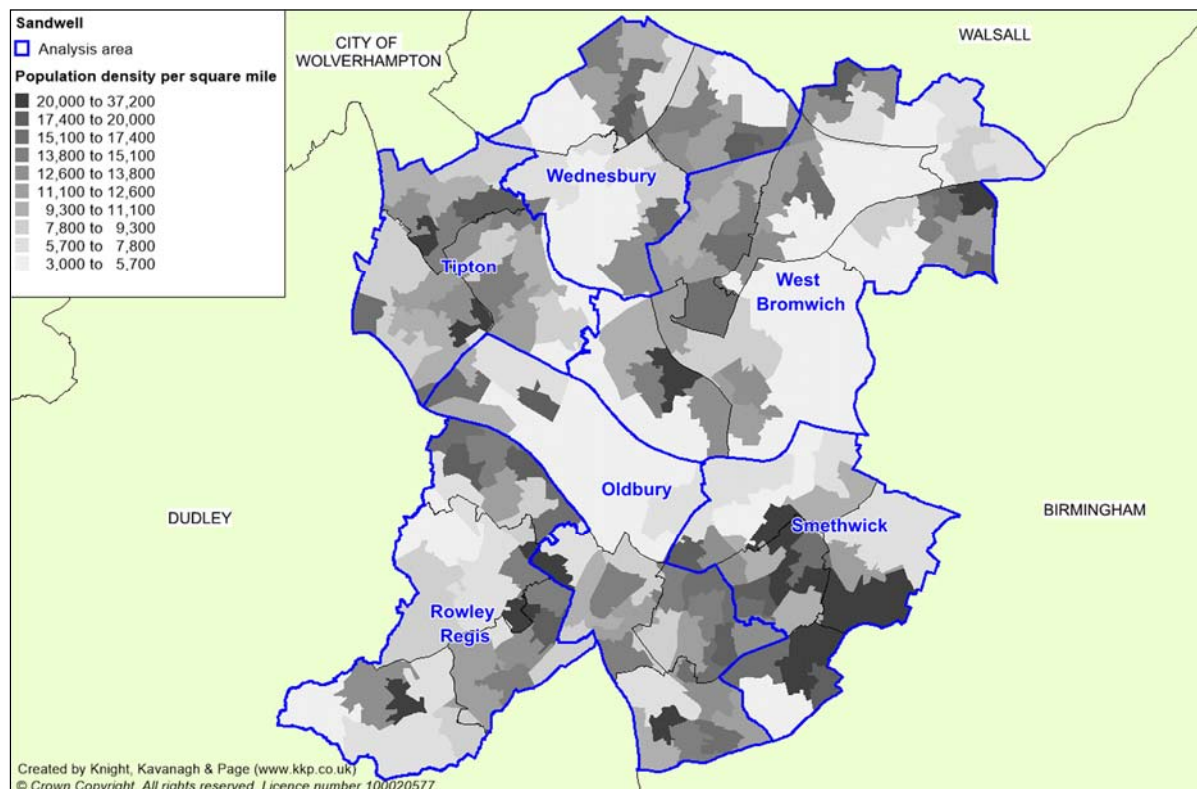 Sandwell
Analysis area
Population density per square mile
20,000 to 37,200
17,400 to 20,000
15,100 to 17,400
13,800 to 15,100
12,600 to 13,800
11,100 to 12,600
9,300 to 11,100
7,800 to 9,300
5,700 to 7,800
3,000 to 5,700
CITY OF
WOLVERHAMPTON
WALSALL
Wednesbury
Tipton
West
Bromwich
Oldbury
Smethwick
DUDLEY
BIRMINGHAM
Rowley
Regis
Created by Knight, Kavanagh & Page (www.kkp.co.uk)
© Crown Copyright. All rights reserved. Licence number 100020577